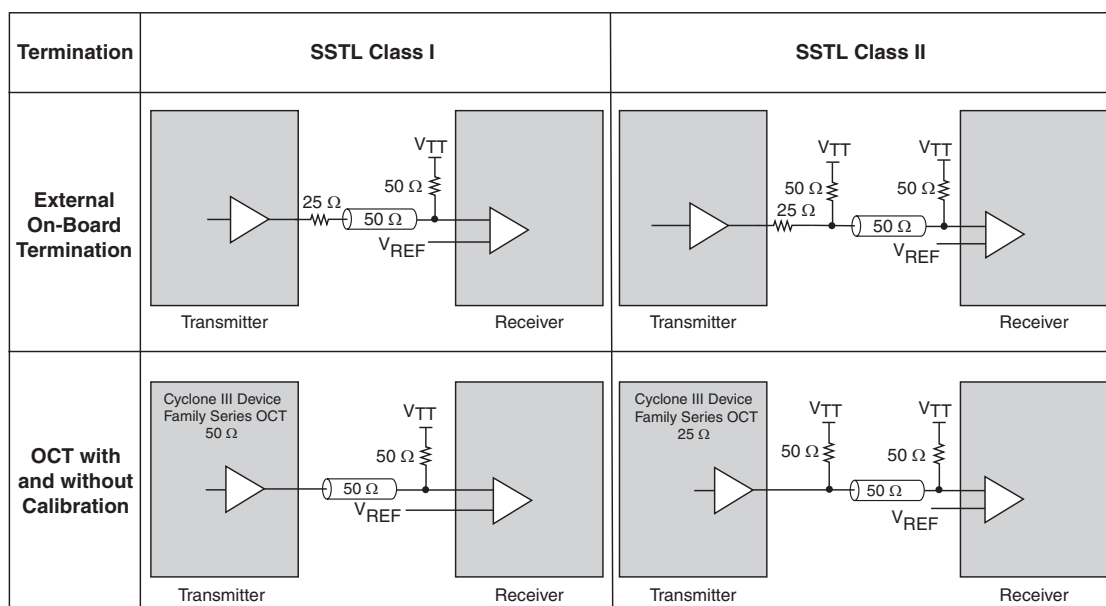 Termination
SSTL Class I
SSTL Class II
External
On-Board
Termination
VTT
50 Ω
25 Ω
50 Ω
VREF
Transmitter
Receiver
VTT
VTT
50 Ω
50 Ω
25 Ω
50 Ω
VREF
Transmitter
Receiver
OCT with
and without
Calibration
Cyclone III Device
Family Series OCT
50 Ω
VTT
50 Ω
50 Ω
VREF
Transmitter
Receiver
Cyclone III Device
Family Series OCT
25 Ω
VTT
VTT
50 Ω
50 Ω
50 Ω
VREF
Transmitter
Receiver